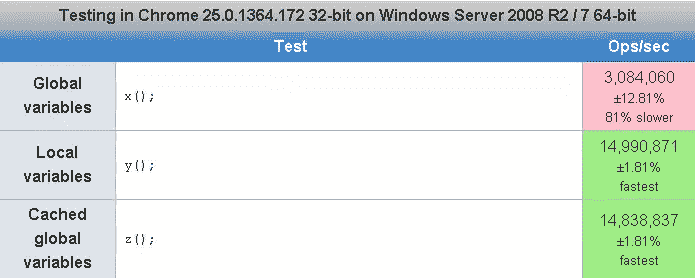 Testing in Chrome 25.0.1364.172 32-bit on Windows Server 2008 R2 / 7 64-bit
Test Ops/sec
Global variables
x();
3,084,060
±12.81%
81% slower
Local variables
y();
14,990,871
±1.81%
fastest
Cached global variables
z();
14,838,837
±1.81%
fastest